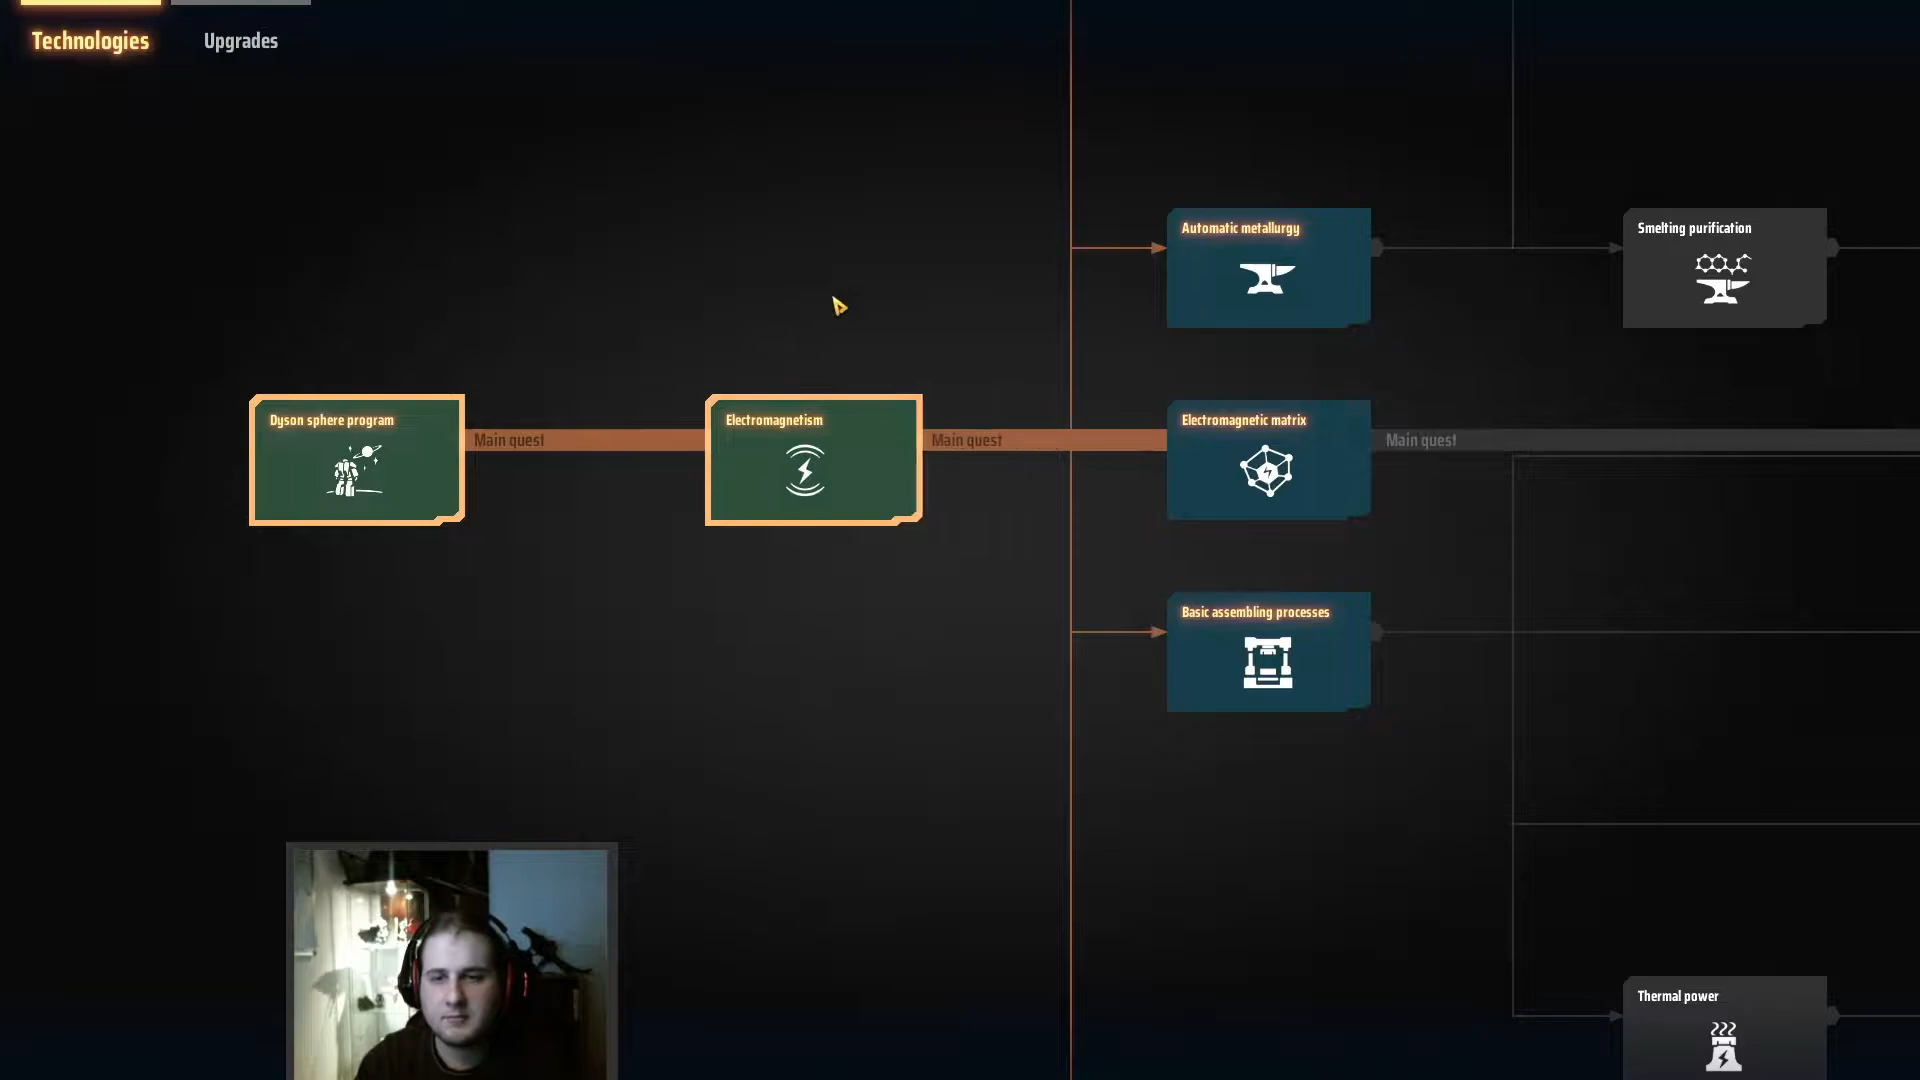 Technologies
Upgrades
Automatic metallurgy
Smelting purification
Dyson sphere program
Main quest
Electromagnetism
Main quest
Electromagnetic matrix
Main quest
Basic assembling processes
Thermal power